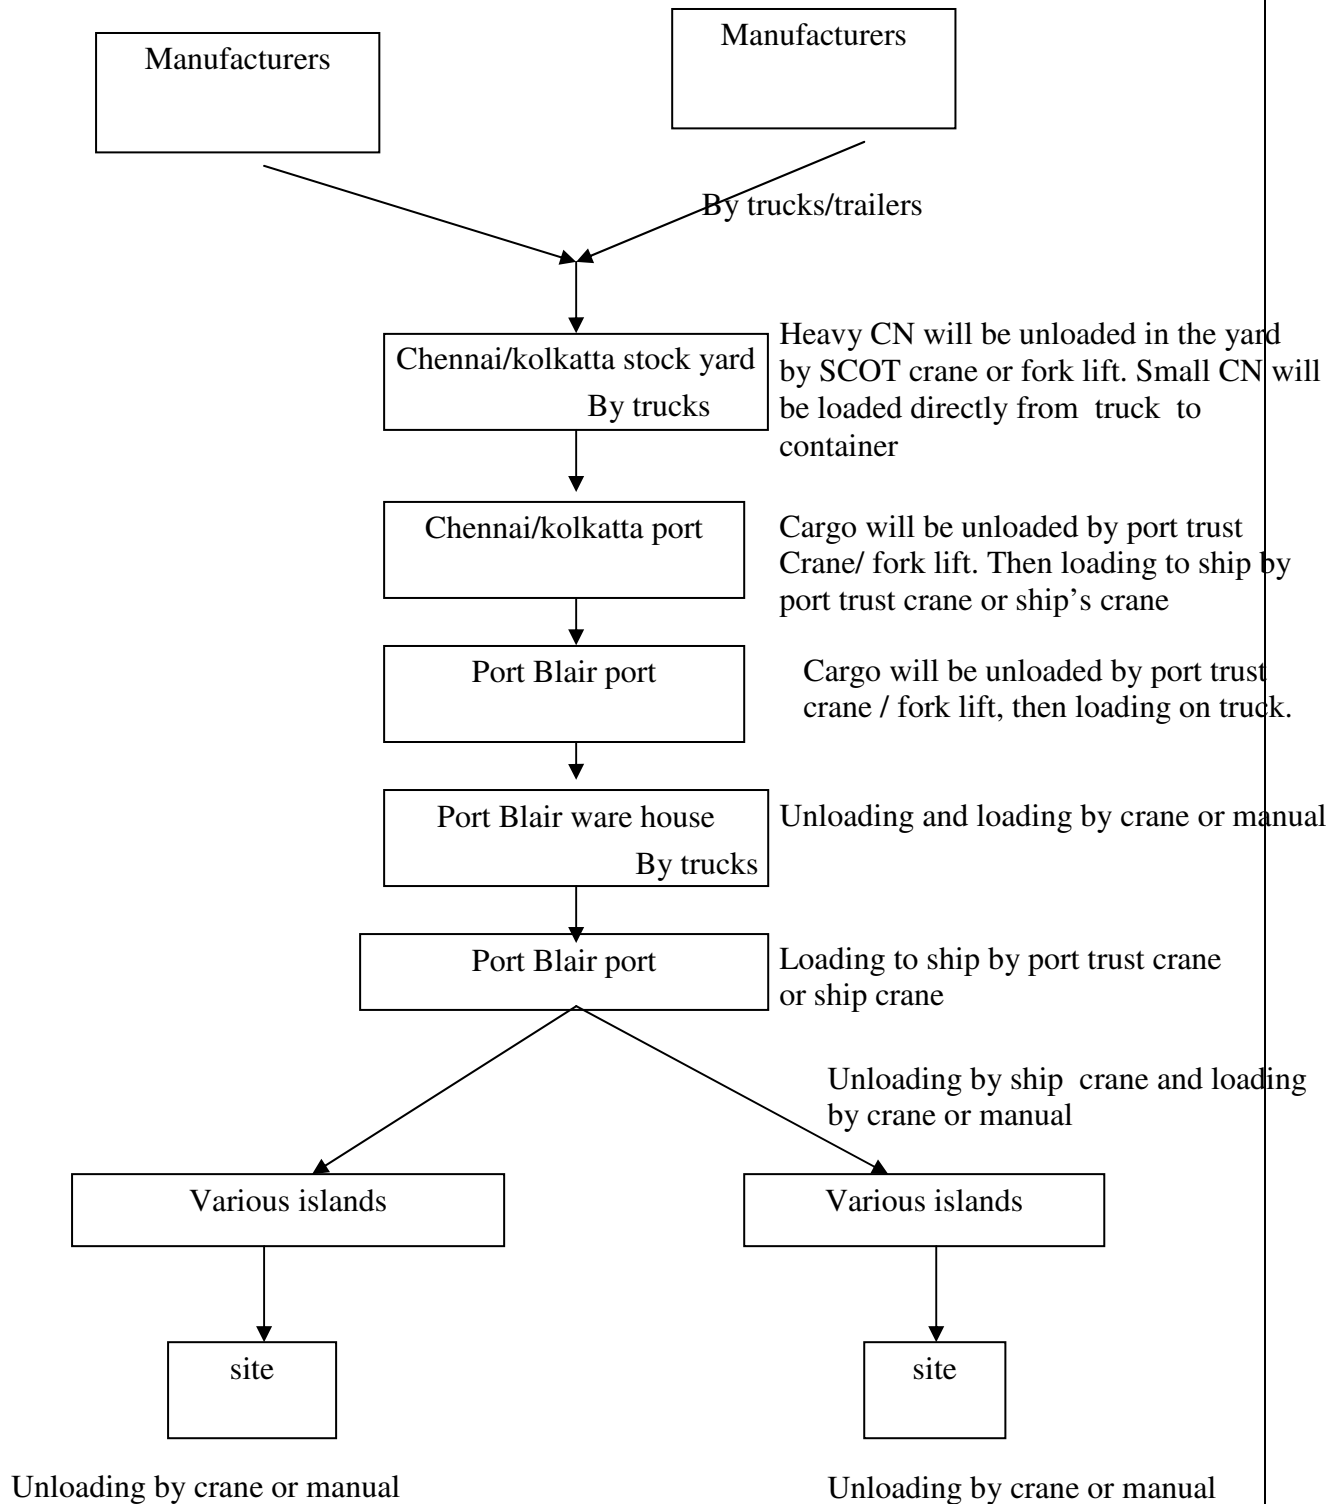 Manufacturers
Manufacturers
By trucks/trailers
Chennai/kolkatta stock yard
By trucks
Heavy CN will be unloaded in the yard
by SCOT crane or fork lift. Small CN will
be loaded directly from truck to
container
Chennai/kolkatta port
Cargo will be unloaded by port trust
Crane/ fork lift. Then loading to ship by
port trust crane or ship’s crane
Port Blair port
Cargo will be unloaded by port trust
crane / fork lift, then loading on truck.
Port Blair ware house
By trucks
Unloading and loading by crane or manual
Port Blair port
Loading to ship by port trust crane
or ship crane
Unloading by ship crane and loading
by crane or manual
Various islands
Various islands
site
site
Unloading by crane or manual
Unloading by crane or manual